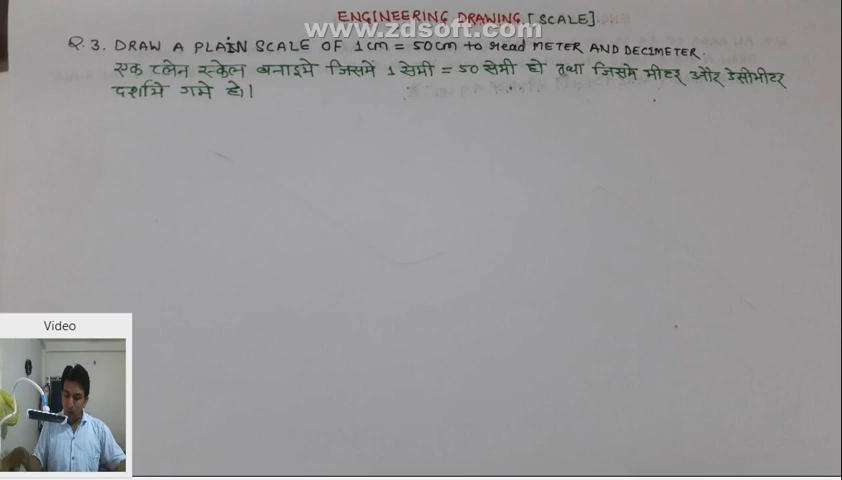 ENGINEERING DRAWING [SCALE]
www.zdsoft.com
Q.3. DRAW A PLAIN SCALE OF 1cm = 50cm to read METER AND DECIMETER.
एक प्लेन स्केल बनाइये जिसमें 1 सेमी = 50 सेमी हो तथा जिसमे मीटर और डेसीमीटर
दर्शाये गये हो।
Video